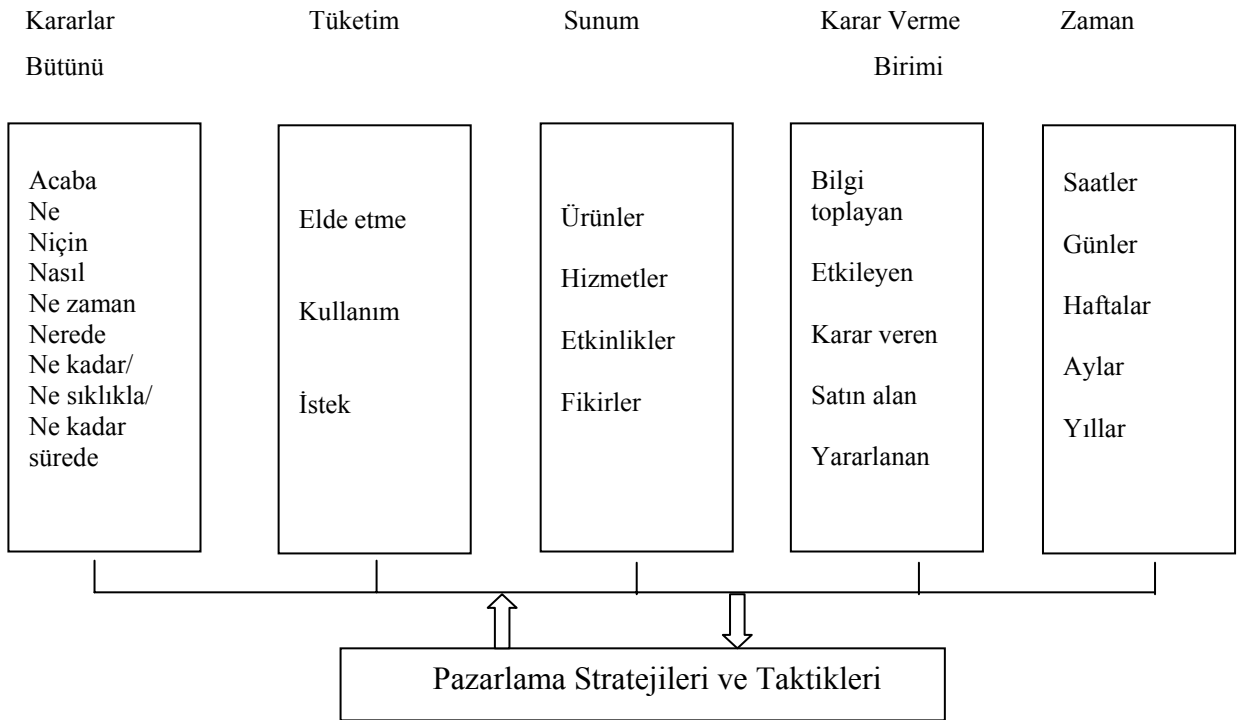 Kararlar Bütünü
Tüketim
Sunum
Karar Verme Birimi
Zaman
Acaba
Ne
Niçin
Nasıl
Ne zaman
Nerede
Ne kadar/
Ne sıklıkla/
Ne kadar
sürede
Elde etme
Kullanım
İstek
Ürünler
Hizmetler
Etkinlikler
Fikirler
Bilgi
toplayan
Etkileyen
Karar veren
Satın alan
Yararlanan
Saatler
Günler
Haftalar
Aylar
Yıllar
Pazarlama Stratejileri ve Taktikleri